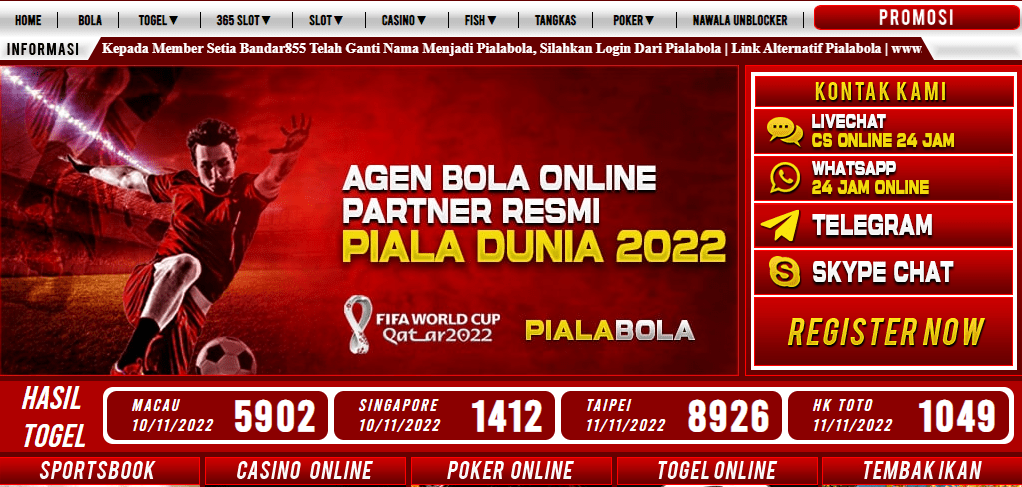 HOME BOLA TOGEL▼ 365 SLOT▼ SLOT▼ CASINO▼ FISH▼ TANGKAS POKER▼ NAWALA UNBLOCKER PROMOSI
INFORMASI Kepada Member Setia Bandar855 Telah Ganti Nama Menjadi Pialabola, Silahkan Login Dari Pialabola | Link Alternatif Pialabola | www
AGEN BOLA ONLINE
PARTNER RESMI
PIALA DUNIA 2022
FIFA WORLD CUP
Qatar2022
PIALABOLA
KONTAK KAMI
LIVECHAT
CS ONLINE 24 JAM
WHATSAPP
24 JAM ONLINE
TELEGRAM
SKYPE CHAT
REGISTER NOW
HASIL
TOGEL
MACAU
10/11/2022
5902
SINGAPORE
10/11/2022
1412
TAIPEI
11/11/2022
8926
HK TOTO
11/11/2022
1049
SPORTSBOOK CASINO ONLINE POKER ONLINE TOGEL ONLINE TEMBAK IKAN